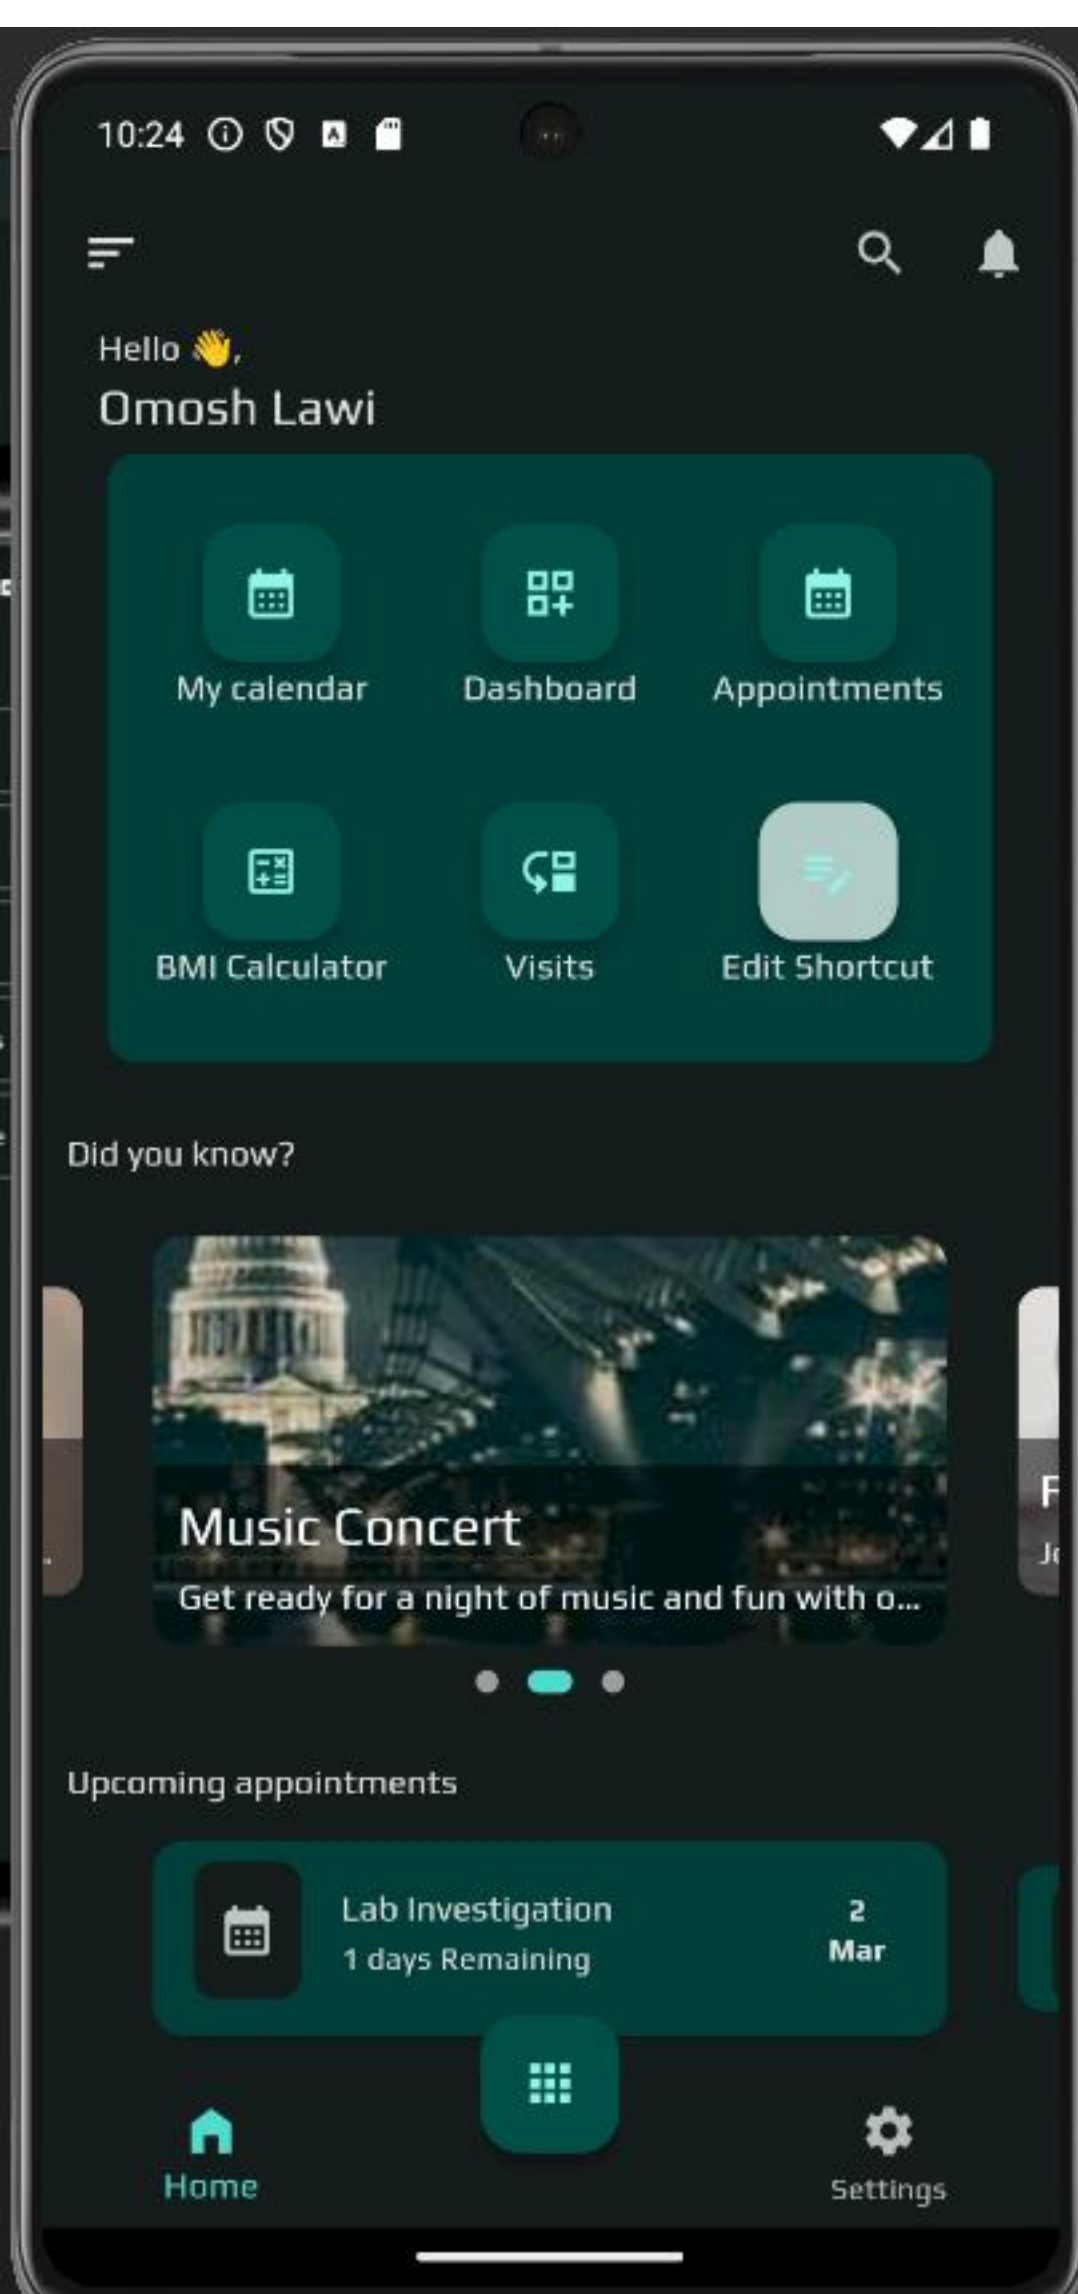 10:24
Hello 👋,
Omosh Lawi
My calendar
Dashboard
Appointments
BMI Calculator
Visits
Edit Shortcut
Did you know?
Music Concert
Get ready for a night of music and fun with o...
F
Jo
Upcoming appointments
Lab Investigation
1 days Remaining
2
Mar
Home
Settings